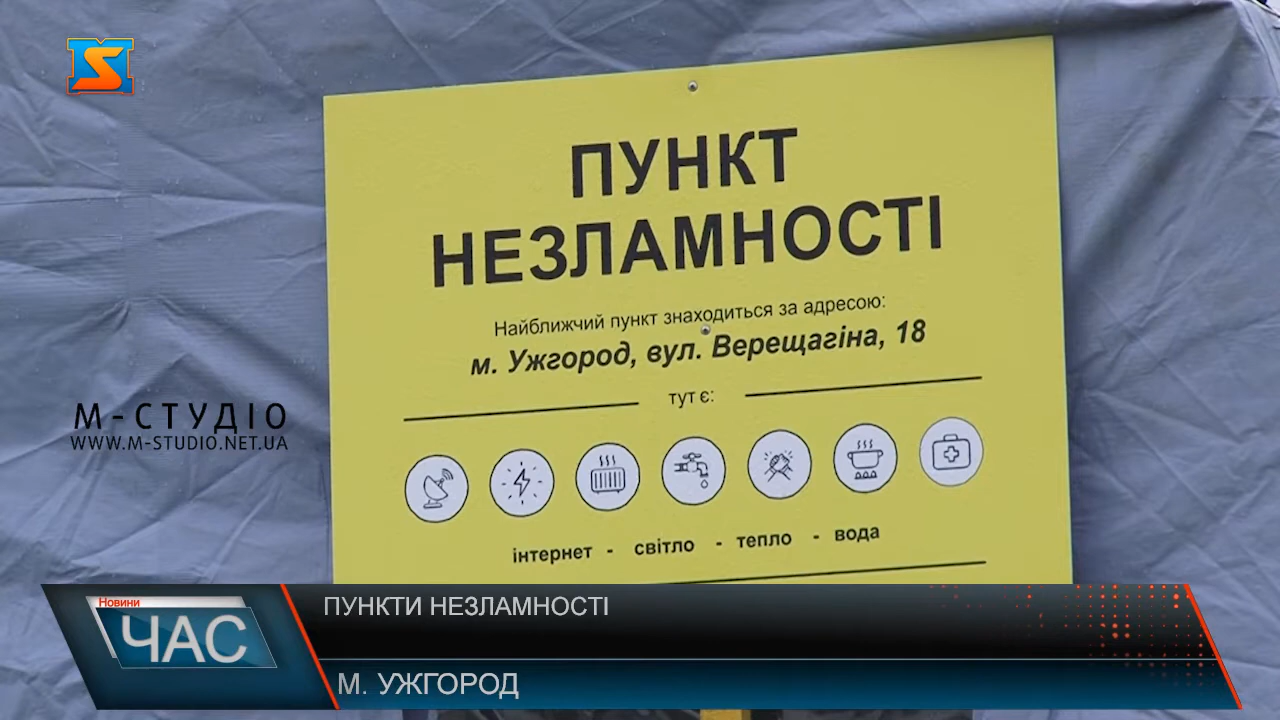 ПУНКТ
НЕЗЛАМНОСТІ
Найближчий пункт знаходиться за адресою:
м. Ужгород, вул. Верещагіна, 18
тут є:
інтернет - світло - тепло - вода
М-СТУДІО
WWW.M-STUDIO.NET.UA
Новини
ЧАС
ПУНКТИ НЕЗЛАМНОСТІ
М. УЖГОРОД